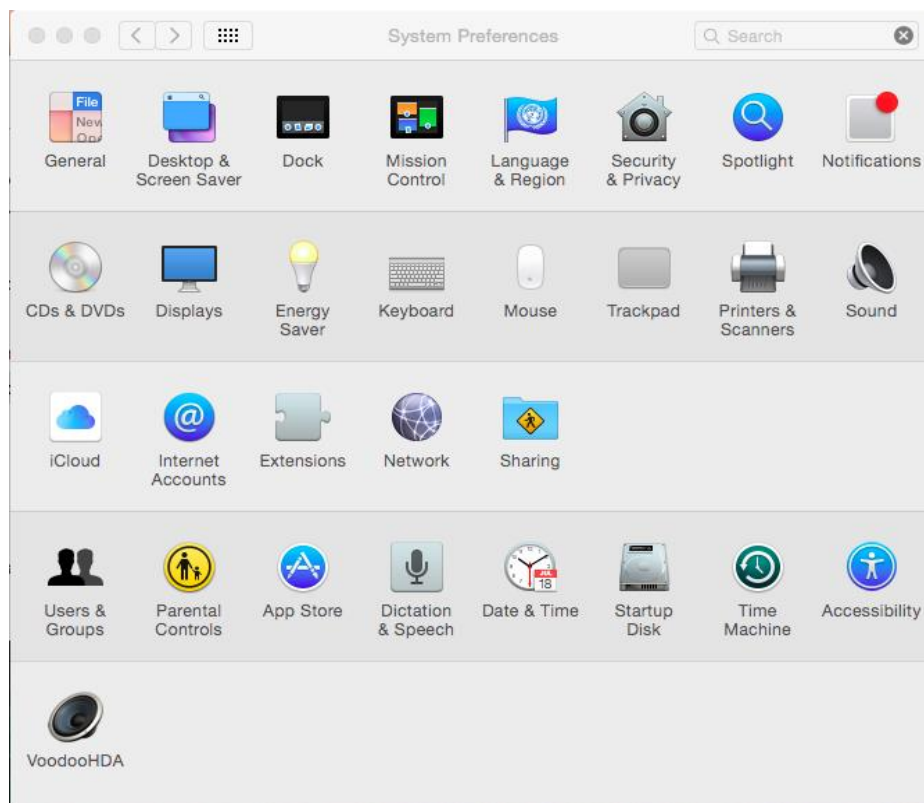 System Preferences
Search
File
New
General
Desktop &
Screen Saver
Dock
Mission
Control
Language
& Region
Security
& Privacy
Spotlight
Notifications
CDs & DVDs
Displays
Energy
Saver
Keyboard
Mouse
Trackpad
Printers &
Scanners
Sound
iCloud
@
Internet
Accounts
Extensions
Network
Sharing
Users &
Groups
Parental
Controls
App Store
Dictation
& Speech
JUL
18
Date & Time
Startup
Disk
Time
Machine
Accessibility
VoodooHDA